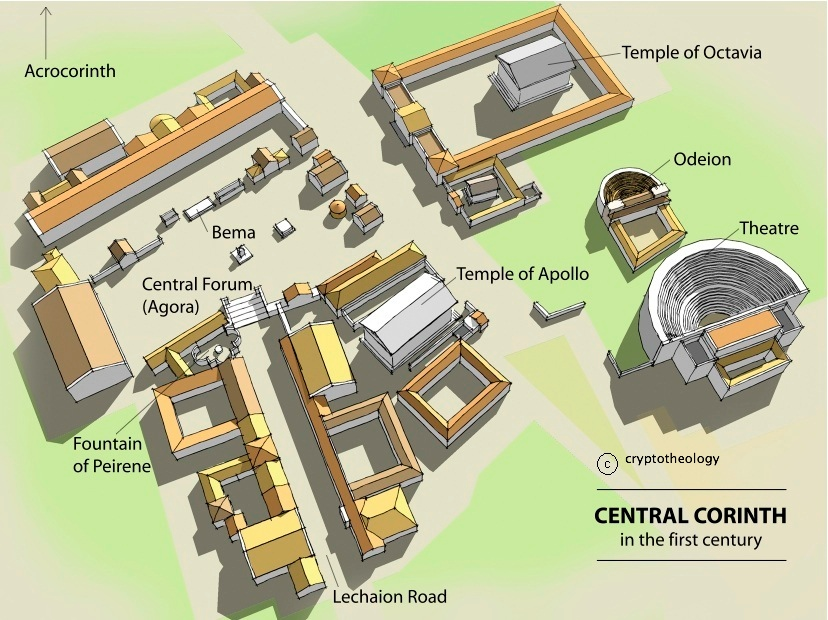 Acrocorinth
Temple of Octavia
Odeion
Theatre
Bema
Central Forum
(Agora)
Temple of Apollo
Fountain
of Peirene
c cryptotheology
CENTRAL CORINTH
in the first century
Lechaion Road